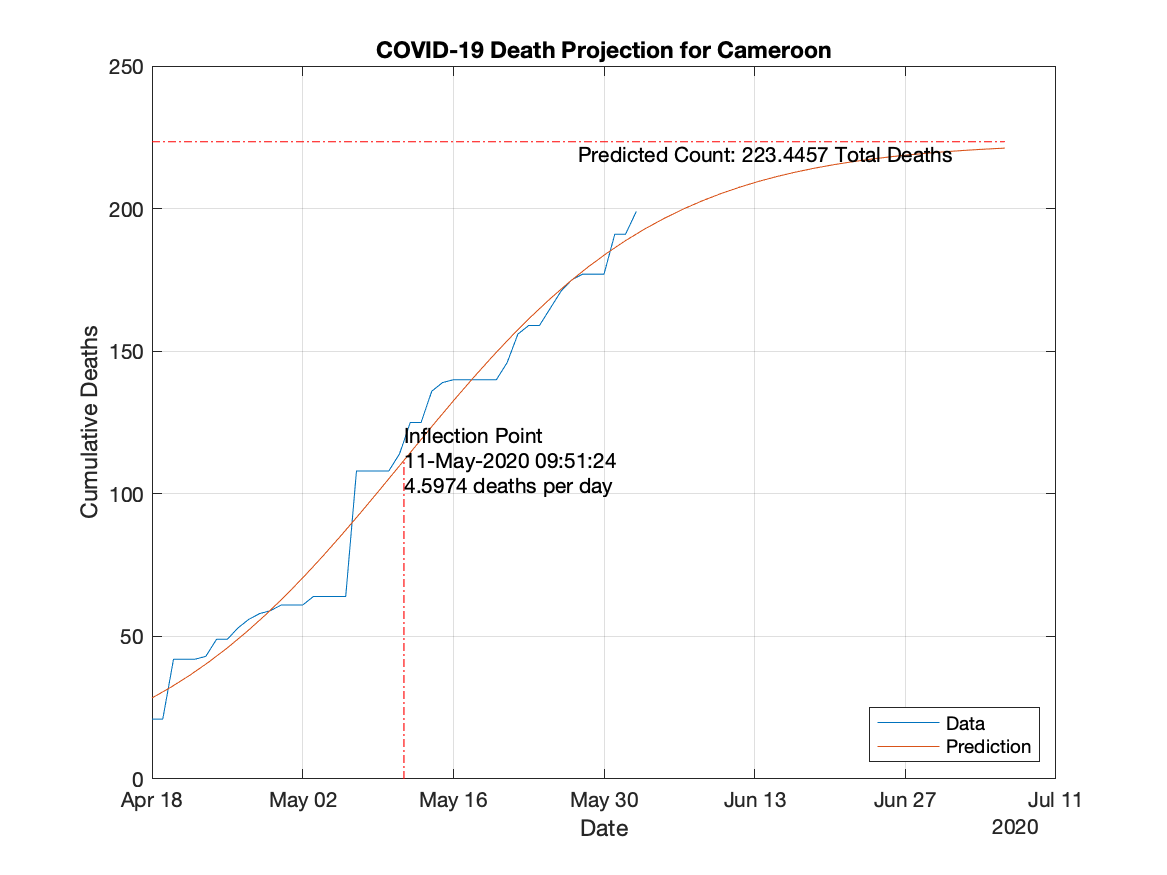 COVID-19 Death Projection for Cameroon
250
200
150
100
50
0
Cumulative Deaths
Predicted Count: 223.4457 Total Deaths
Inflection Point
11-May-2020 09:51:24
4.5974 deaths per day
Data
Prediction
Apr 18 May 02 May 16 May 30 Jun 13 Jun 27 Jul 11
Date
2020